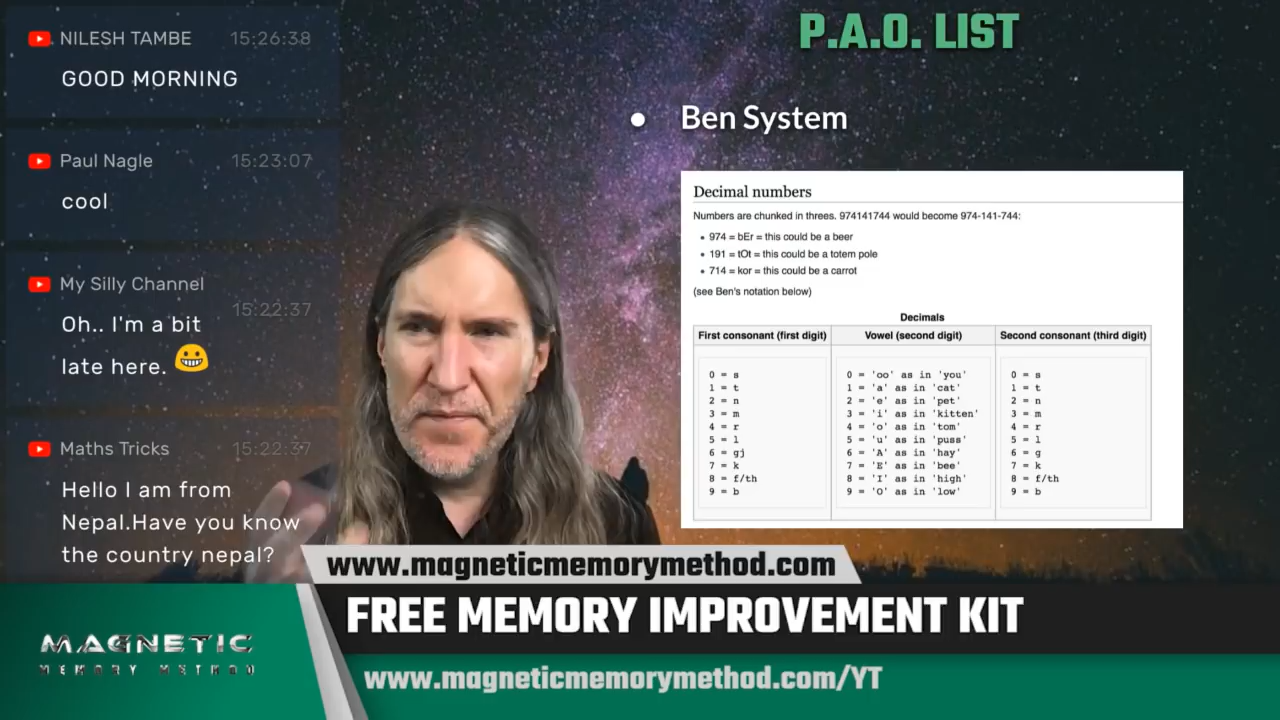 NILESH TAMBE 15:26:38
GOOD MORNING
Paul Nagle 15:23:07
cool
My Silly Channel
15:22:37
Oh.. I'm a bit
late here. 😀
Maths Tricks 15:22:37
Hello I am from
Nepal.Have you know
the country nepal?
P.A.O. LIST
• Ben System
Decimal numbers
Numbers are chunked in threes. 974141744 would become 974-141-744:
• 974 = bEr = this could be a beer
• 191 = tOt = this could be a totem pole
• 714 = kor = this could be a carrot
(see Ben's notation below)
Decimals
First consonant (first digit) Vowel (second digit) Second consonant (third digit)
0 = s 0 = 'oo' as in 'you' 0 = s
1 = t 1 = 'a' as in 'cat' 1 = t
2 = n 2 = 'e' as in 'pet' 2 = n
3 = m 3 = 'i' as in 'kitten' 3 = m
4 = r 4 = 'o' as in 'tom' 4 = r
5 = l 5 = 'u' as in 'puss' 5 = l
6 = gj 6 = 'A' as in 'hay' 6 = g
7 = k 7 = 'E' as in 'bee' 7 = k
8 = f/th 8 = 'I' as in 'high' 8 = f/th
9 = b 9 = 'O' as in 'low' 9 = b
www.magneticmemorymethod.com
FREE MEMORY IMPROVEMENT KIT
MAGNETIC
MEMORY METHOD
www.magneticmemorymethod.com/YT